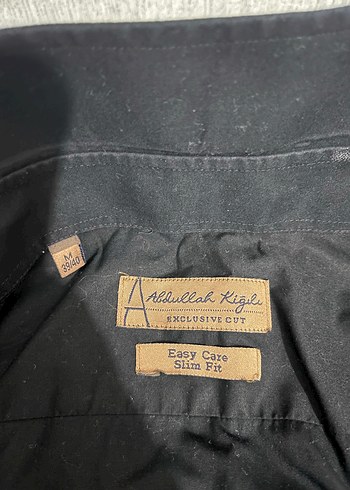 M
39/40
A Abdullah Kiğılı
EXCLUSIVE CUT
Easy Care
Slim Fit